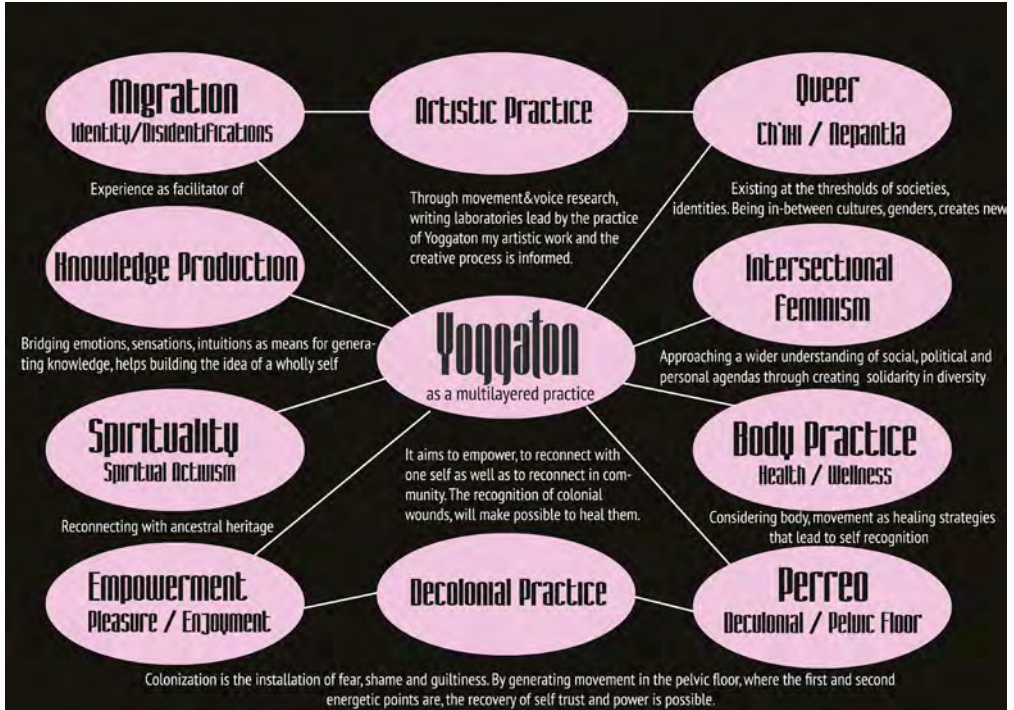 Migration
Identity/Disidentifications
Artistic Practice
Queer
Ch'ixi / Nepantla
Experience as facilitator of
Through movement&voice research,
writing laboratories lead by the practice
of Yoggaton my artistic work and the
creative process is informed.
Existing at the thresholds of societies,
identities. Being in-between cultures, genders, creates new
Knowledge Production
Intersectional
Feminism
Bridging emotions, sensations, intuitions as means for genera-
ting knowledge, helps building the idea of a wholly self
Yoggaton
as a multilayered practice
Approaching a wider understanding of social, political and
personal agendas through creating solidarity in diversity
Spirituality
Spiritual Activism
It aims to empower, to reconnect with
one self as well as to reconnect in com-
munity. The recognition of colonial
wounds, will make possible to heal them.
Body Practice
Health / Wellness
Reconnecting with ancestral heritage
Considering body, movement as healing strategies
that lead to self recognition
Empowerment
Pleasure / Enjoyment
Decolonial Practice
Perreo
Decolonial / Pelvic Floor
Colonization is the installation of fear, shame and guiltiness. By generating movement in the pelvic floor, where the first and second
energetic points are, the recovery of self trust and power is possible.